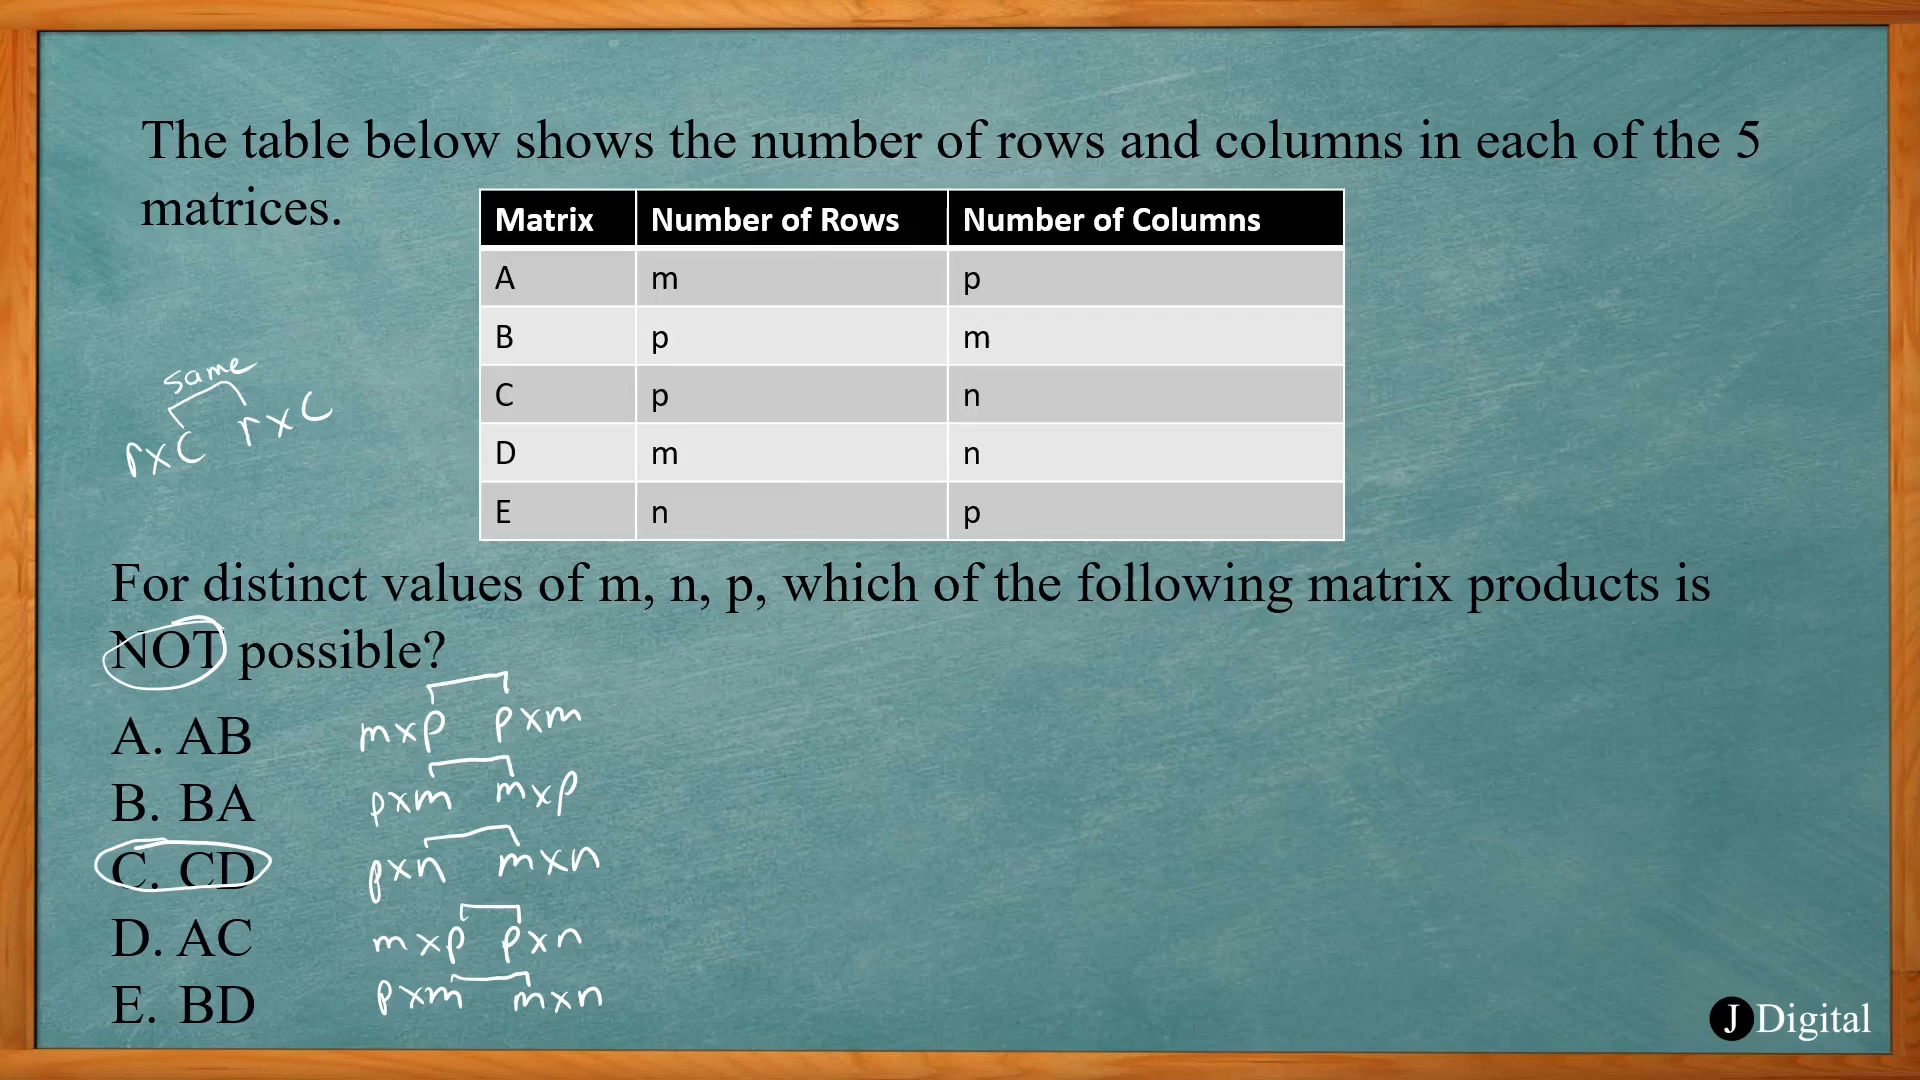 The table below shows the number of rows and columns in each of the 5
matrices.
Matrix Number of Rows Number of Columns
A m p
B p m
C p n
D m n
E n p
same
rxC rxC
For distinct values of m, n, p, which of the following matrix products is
NOT possible?
A. AB mxp pxm
B. BA pxm mxp
C. CD pxn mxn
D. AC mxp pxn
E. BD pxm mxn
J Digital